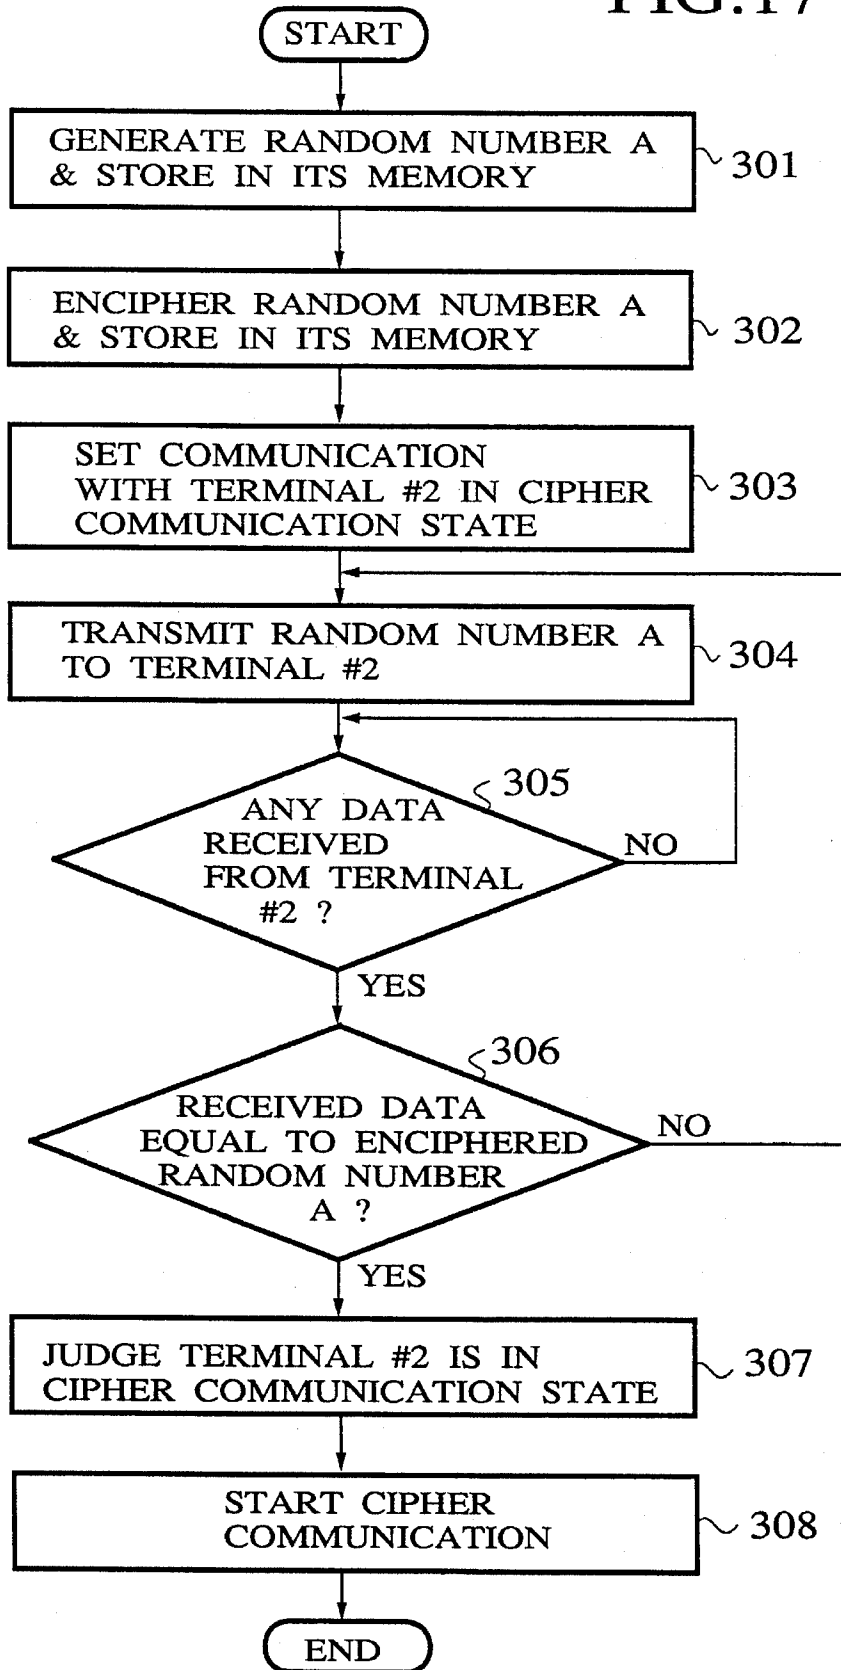 FIG.17
START
GENERATE RANDOM NUMBER A
& STORE IN ITS MEMORY
301
ENCIPHER RANDOM NUMBER A
& STORE IN ITS MEMORY
302
SET COMMUNICATION
WITH TERMINAL #2 IN CIPHER
COMMUNICATION STATE
303
TRANSMIT RANDOM NUMBER A
TO TERMINAL #2
304
305
ANY DATA
RECEIVED
FROM TERMINAL
#2 ?
NO
YES
306
RECEIVED DATA
EQUAL TO ENCIPHERED
RANDOM NUMBER
A ?
NO
YES
JUDGE TERMINAL #2 IS IN
CIPHER COMMUNICATION STATE
307
START CIPHER
COMMUNICATION
308
END